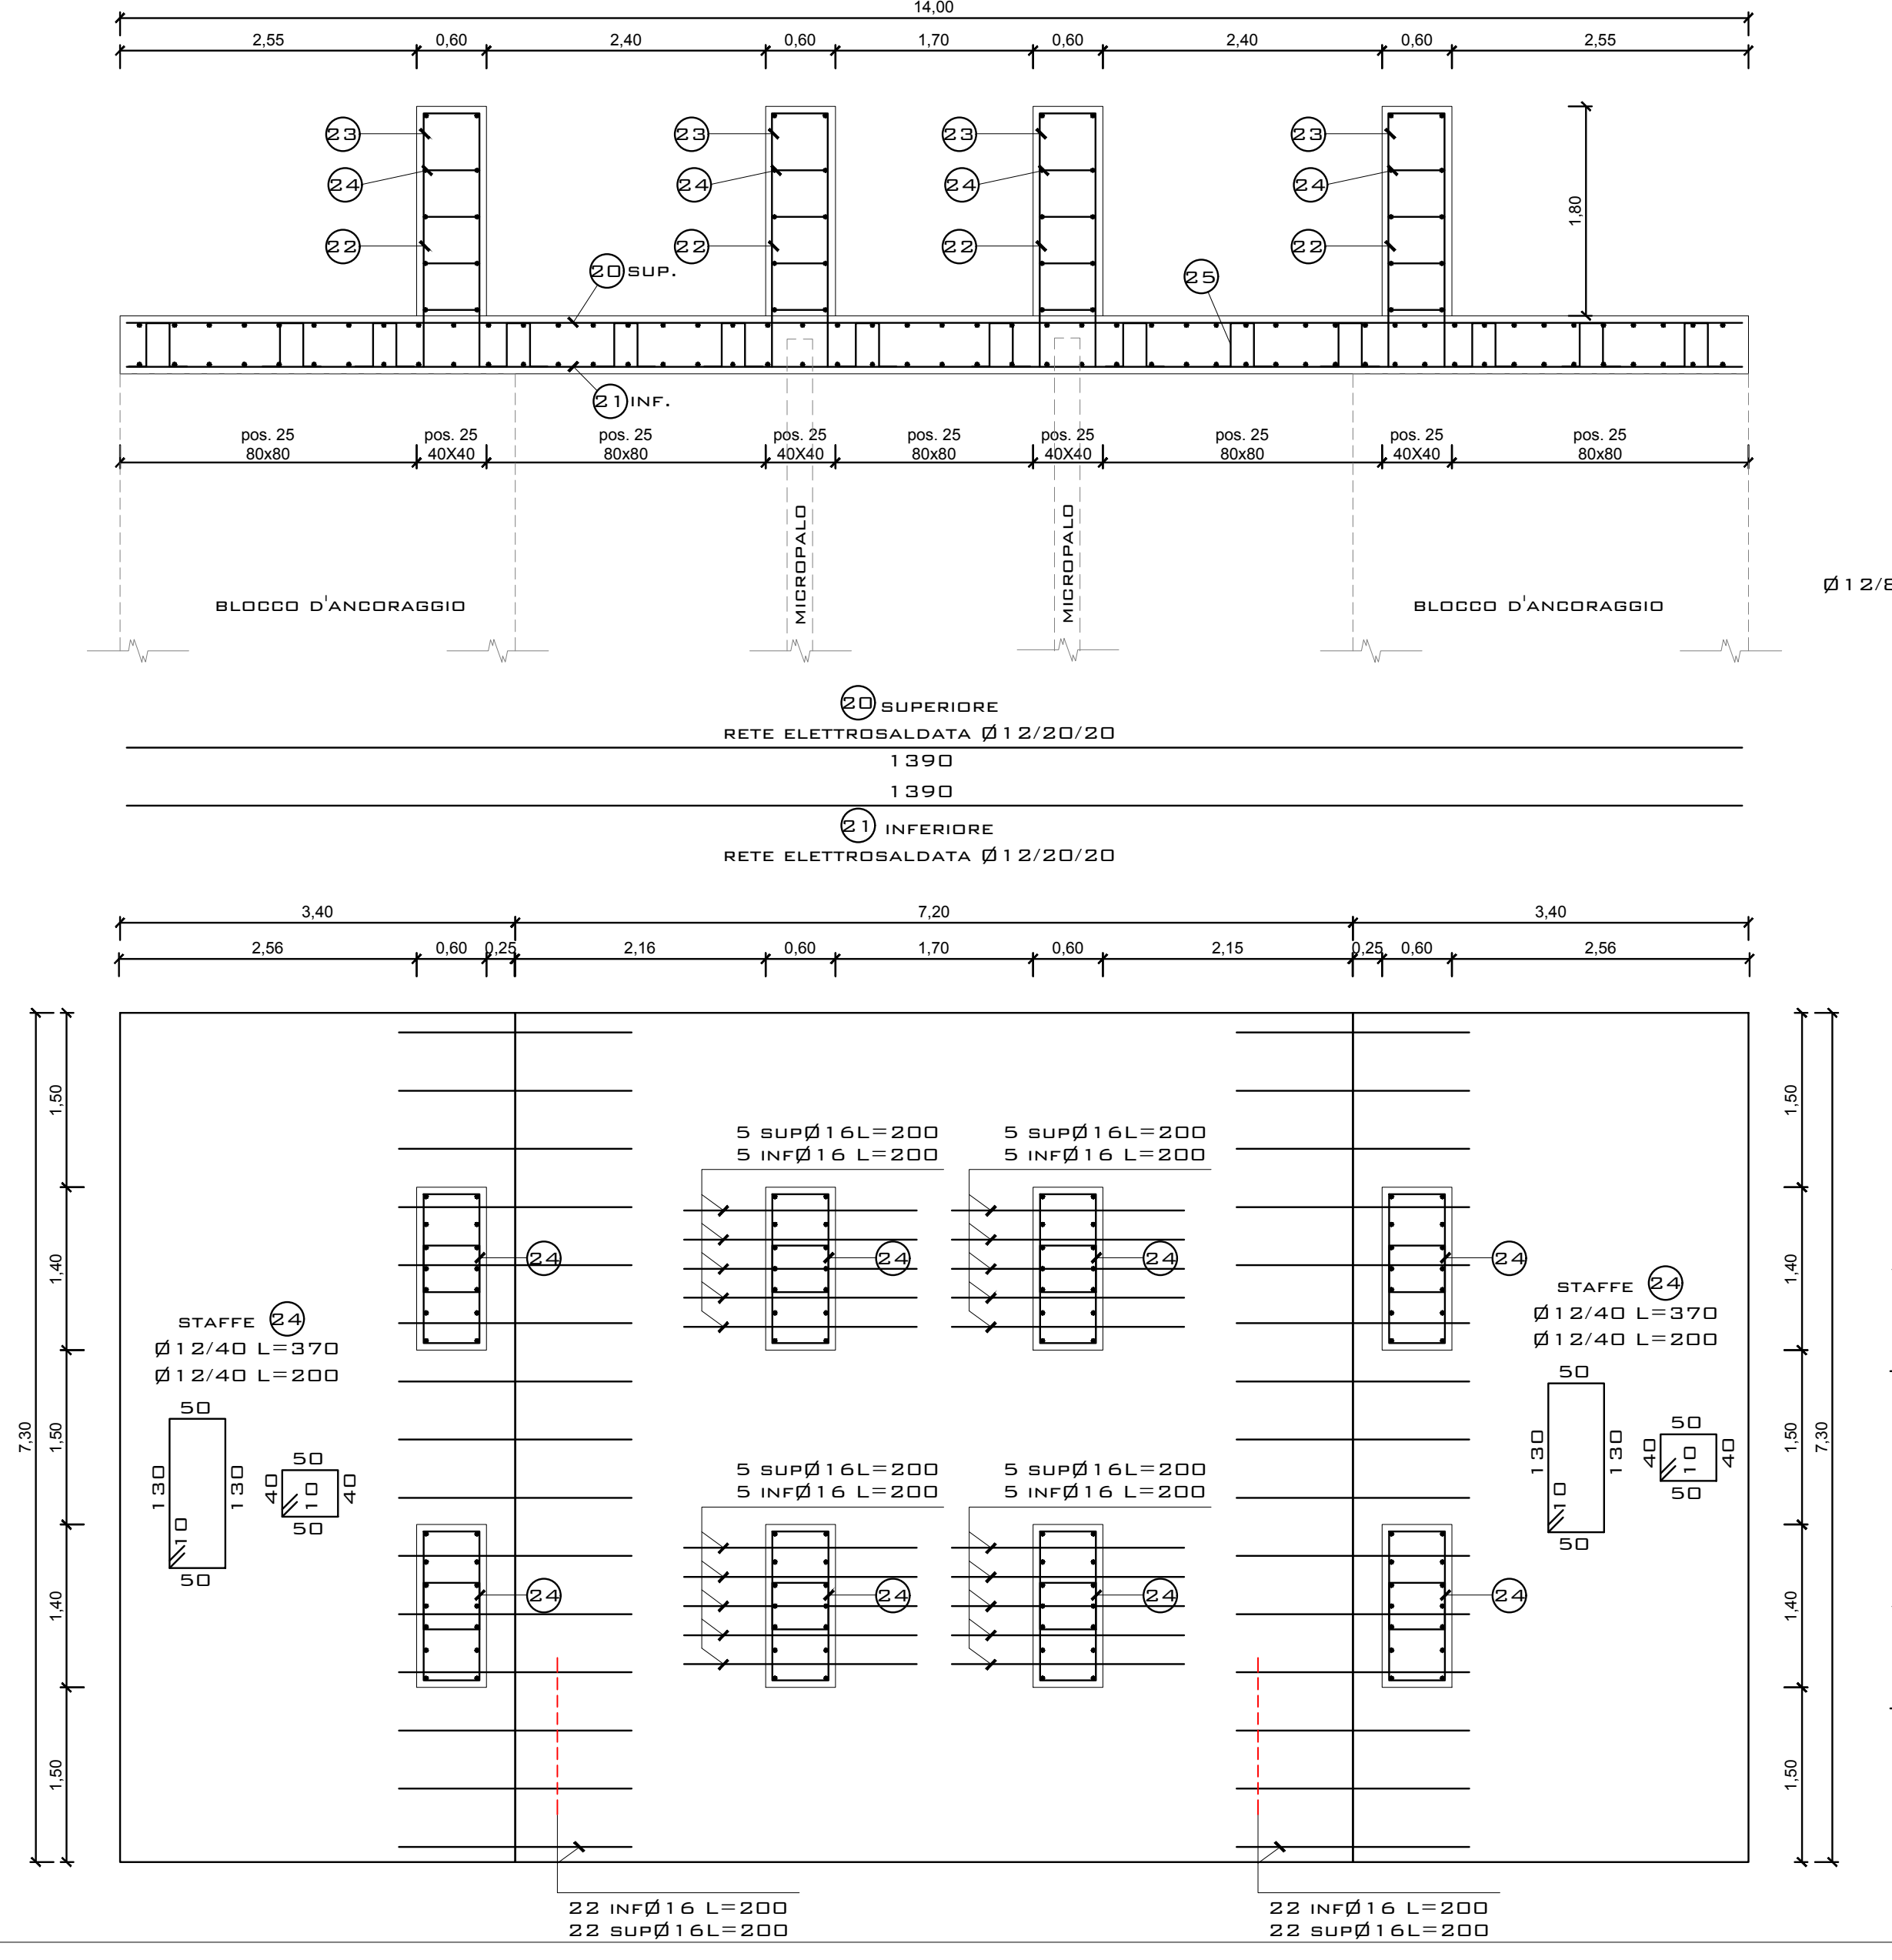 14,00
2,55 0,60 2,40 0,60 1,70 0,60 2,40 0,60 2,55
23 23 23 23
24 24 24 24
1,80
22 22 22 22
20 SUP.
25
21 INF.
pos. 25 pos. 25 pos. 25 pos. 25 pos. 25 pos. 25 pos. 25 pos. 25 pos. 25
80x80 40X40 80x80 40X40 80x80 40X40 80x80 40X40 80x80
MICROPALO MICROPALO
BLOCCO D'ANCORAGGIO BLOCCO D'ANCORAGGIO
Ø12/8
20 SUPERIORE
RETE ELETTROSALDATA Ø12/20/20
1390
1390
21 INFERIORE
RETE ELETTROSALDATA Ø12/20/20
3,40 7,20 3,40
2,56 0,60 0,25 2,16 0,60 1,70 0,60 2,15 0,25 0,60 2,56
1,50 1,50
5 SUPØ16L=200 5 SUPØ16L=200
5 INFØ16 L=200 5 INFØ16 L=200
1,40 24 24 24 24 1,40
STAFFE 24
Ø12/40 L=370
Ø12/40 L=200
50
130 130
10
50
50
40 10 40
50
STAFFE 24
Ø12/40 L=370
Ø12/40 L=200
50
130 130
10
50
50
40 10 40
50
7,30 1,50 1,50 7,30
5 SUPØ16L=200 5 SUPØ16L=200
5 INFØ16 L=200 5 INFØ16 L=200
1,40 24 24 24 24 1,40
1,50 1,50
22 INFØ16 L=200 22 INFØ16 L=200
22 SUPØ16L=200 22 SUPØ16L=200